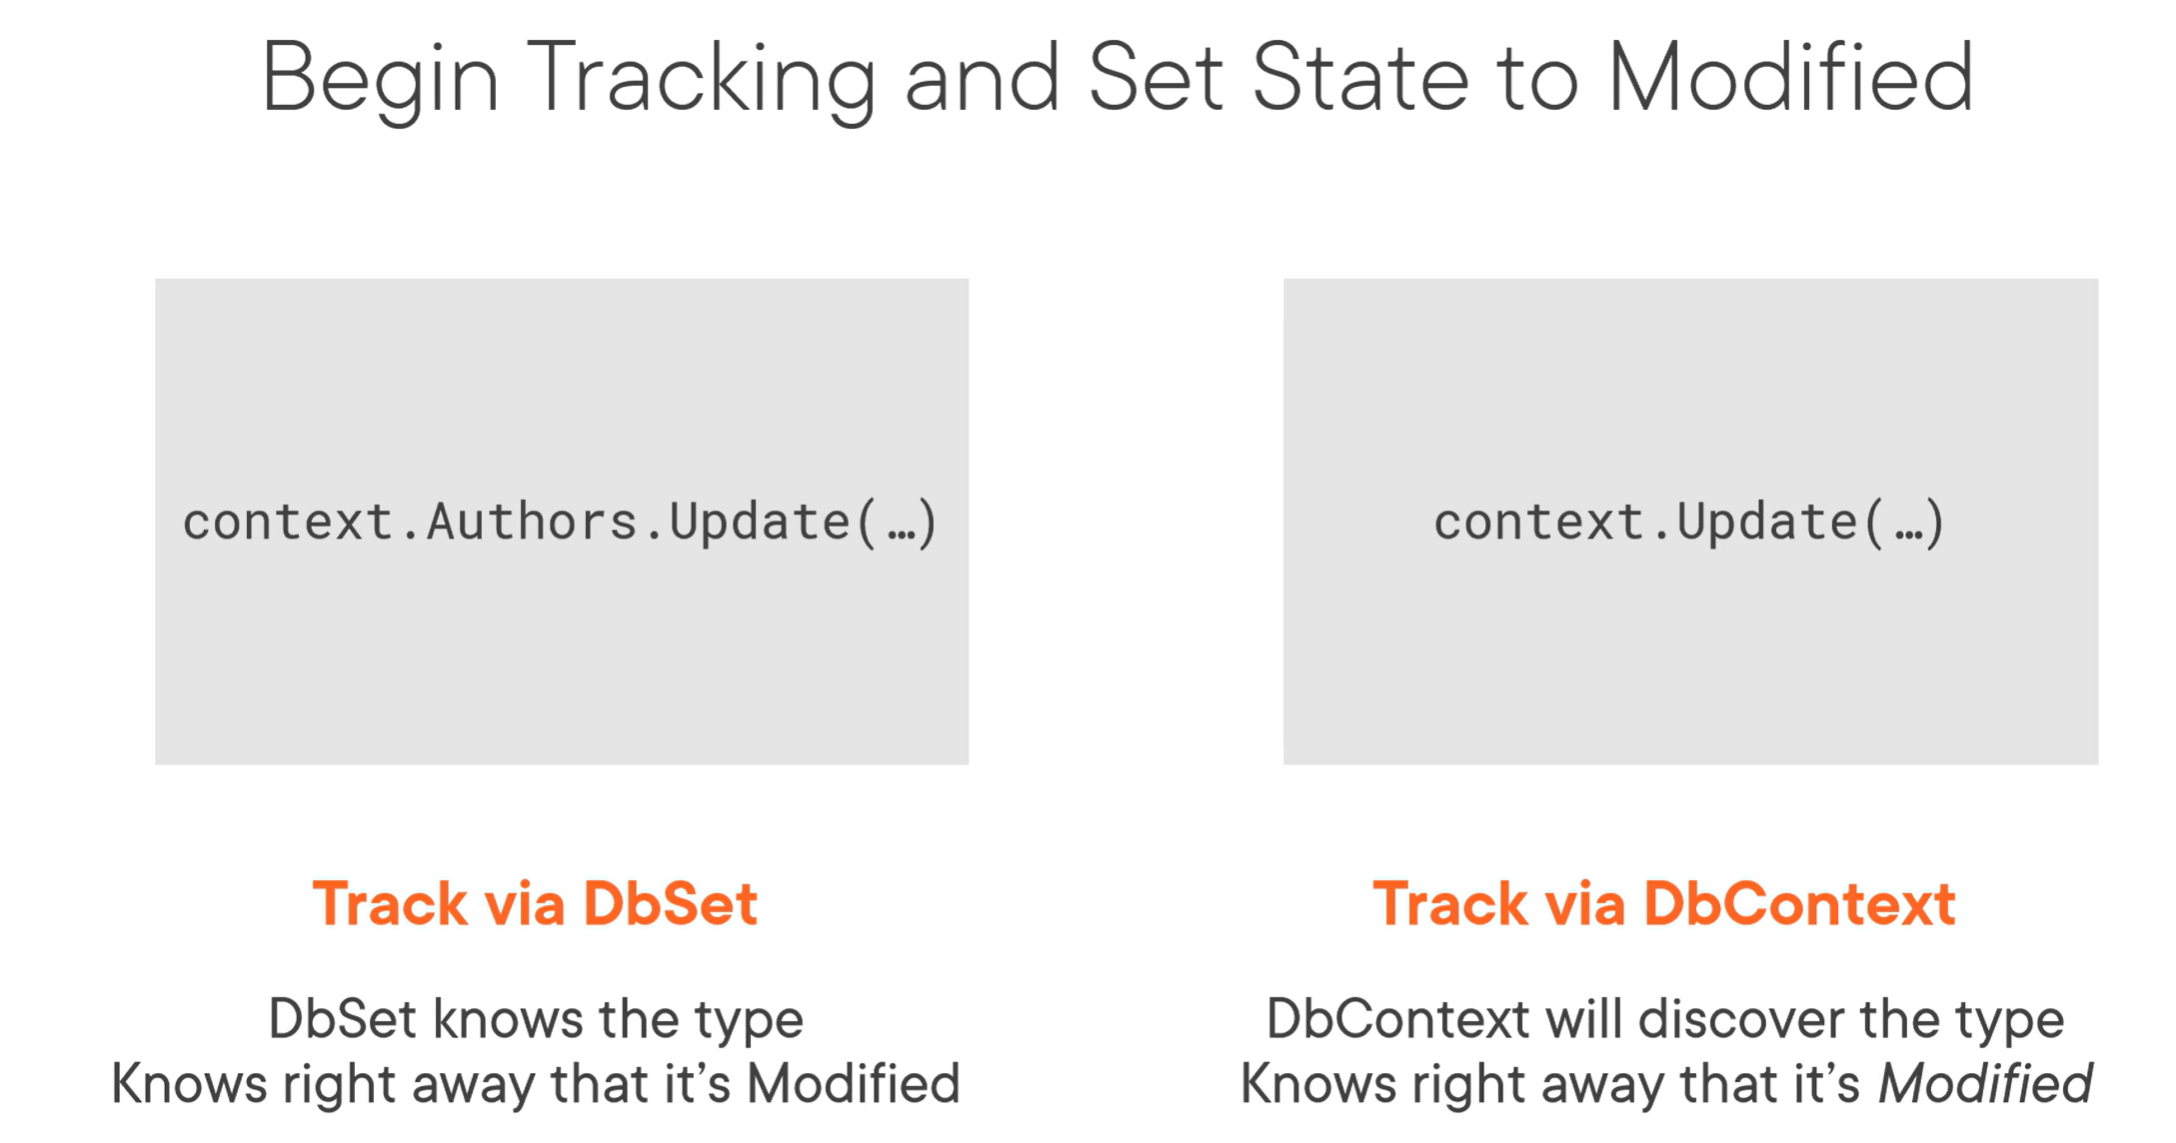 Begin Tracking and Set State to Modified
context.Authors.Update(…)
context.Update(…)
Track via DbSet
DbSet knows the type
Knows right away that it’s Modified
Track via DbContext
DbContext will discover the type
Knows right away that it’s Modified